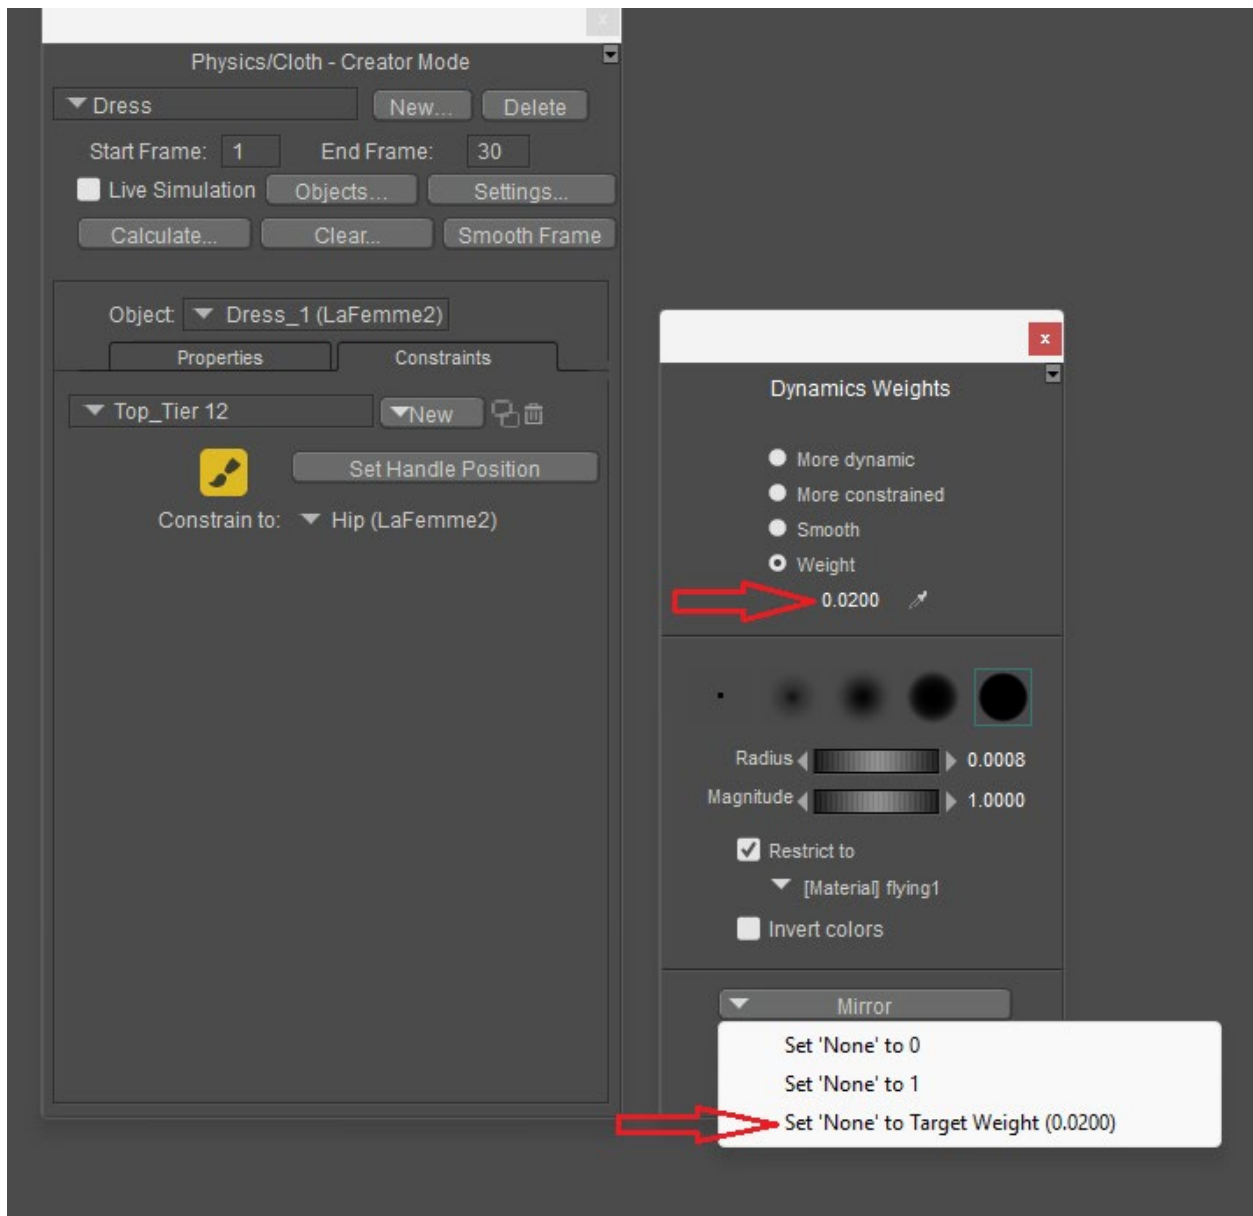 x
Physics/Cloth - Creator Mode
Dress New... Delete
Start Frame: 1 End Frame: 30
Live Simulation Objects... Settings...
Calculate... Clear... Smooth Frame
Object: Dress_1 (LaFemme2)
Properties Constraints
Top_Tier 12 New
Set Handle Position
Constrain to: Hip (LaFemme2)
x
Dynamics Weights
More dynamic
More constrained
Smooth
Weight
0.0200
Radius 0.0008
Magnitude 1.0000
Restrict to
[Material] flying1
Invert colors
Mirror
Set 'None' to 0
Set 'None' to 1
Set 'None' to Target Weight (0.0200)